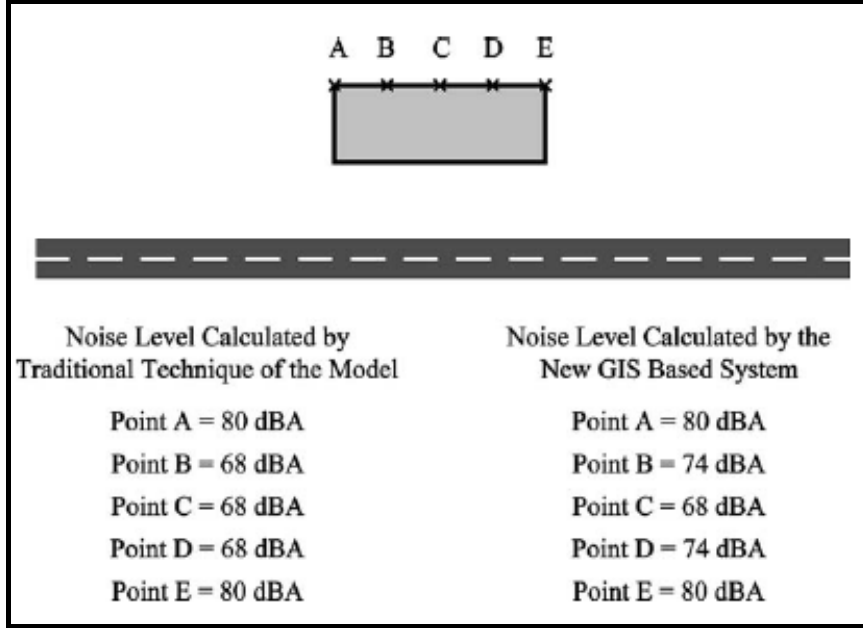 A B C D E
Noise Level Calculated by
Traditional Technique of the Model
Point A = 80 dBA
Point B = 68 dBA
Point C = 68 dBA
Point D = 68 dBA
Point E = 80 dBA
Noise Level Calculated by the
New GIS Based System
Point A = 80 dBA
Point B = 74 dBA
Point C = 68 dBA
Point D = 74 dBA
Point E = 80 dBA